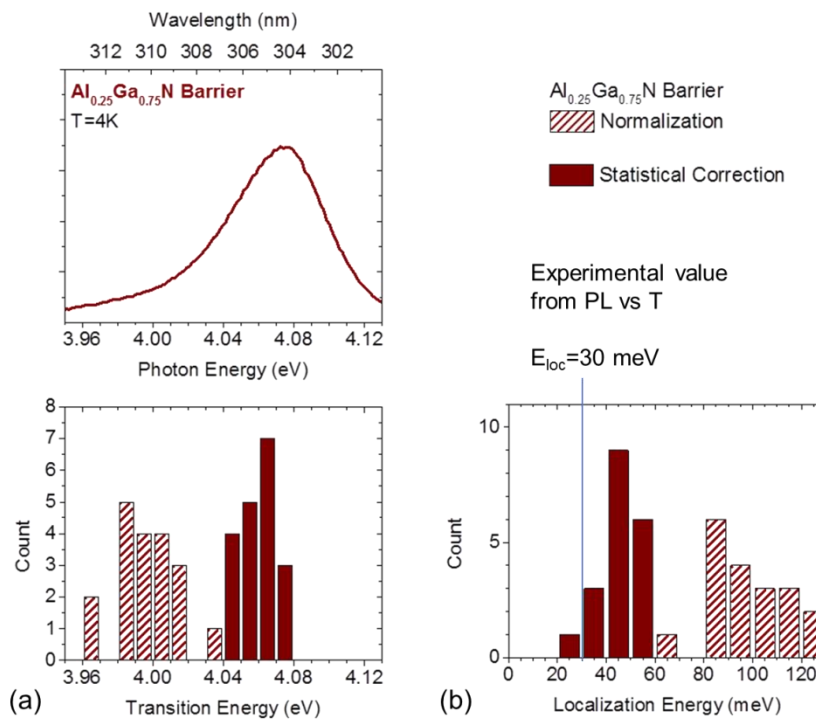 Wavelength (nm)
312 310 308 306 304 302
Al0.25Ga0.75N Barrier
T=4K
3.96 4.00 4.04 4.08 4.12
Photon Energy (eV)
Al0.25Ga0.75N Barrier
Normalization
Statistical Correction
Experimental value
from PL vs T
Eloc=30 meV
8
7
6
5
4
3
2
1
0
Count
3.96 4.00 4.04 4.08 4.12
Transition Energy (eV)
(a)
10
5
0
Count
0 20 40 60 80 100 120
Localization Energy (meV)
(b)